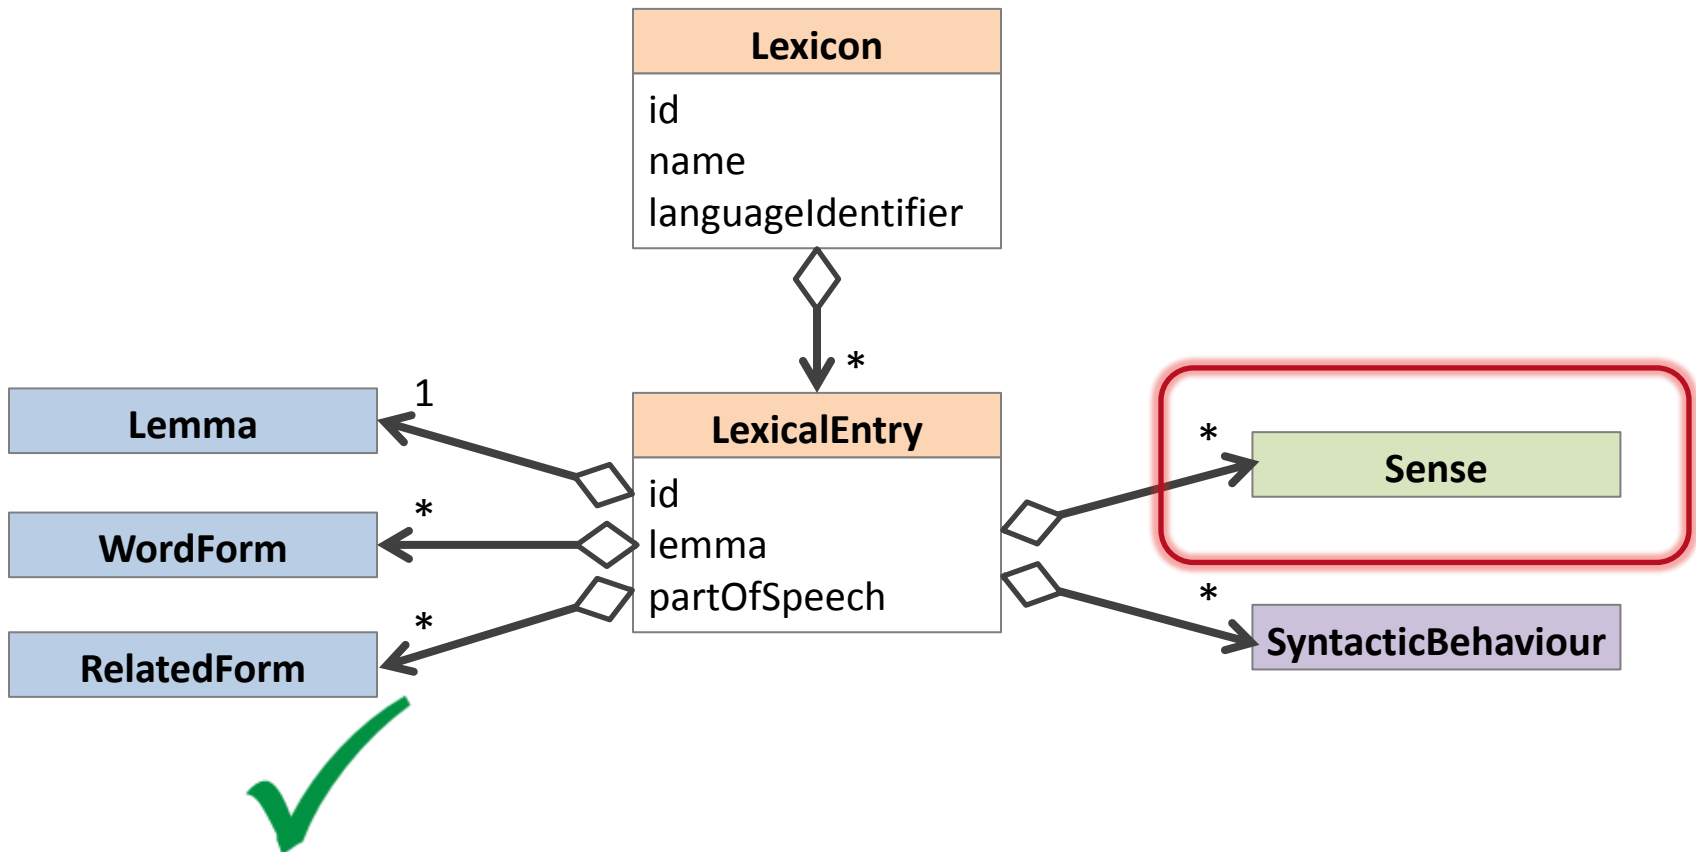 Lexicon
id
name
languageIdentifier
*
LexicalEntry
id
lemma
partOfSpeech
1
Lemma
*
WordForm
*
RelatedForm
*
Sense
*
SyntacticBehaviour